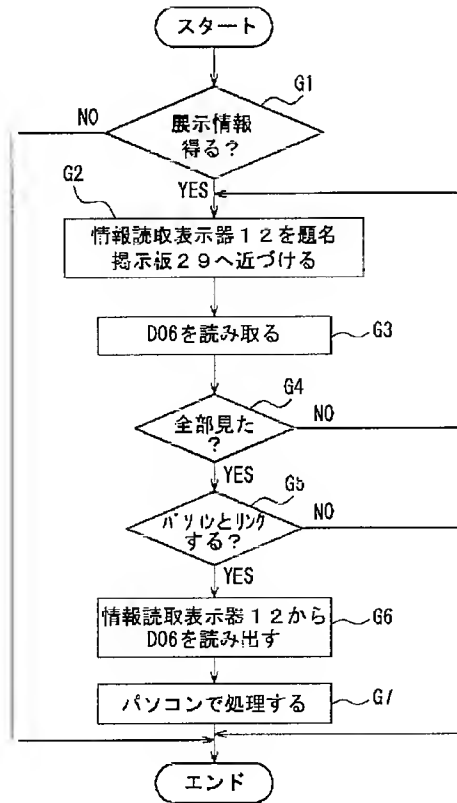 スタート
G1
NO
展示情報
得る？
G2
YES
情報読取表示器１２を題名
掲示板２９へ近づける
D06を読み取る
G3
G4
全部見た
？
NO
YES
G5
パソコンとリンク
する？
NO
YES
情報読取表示器１２から
D06を読み出す
G6
パソコンで処理する
G7
エンド